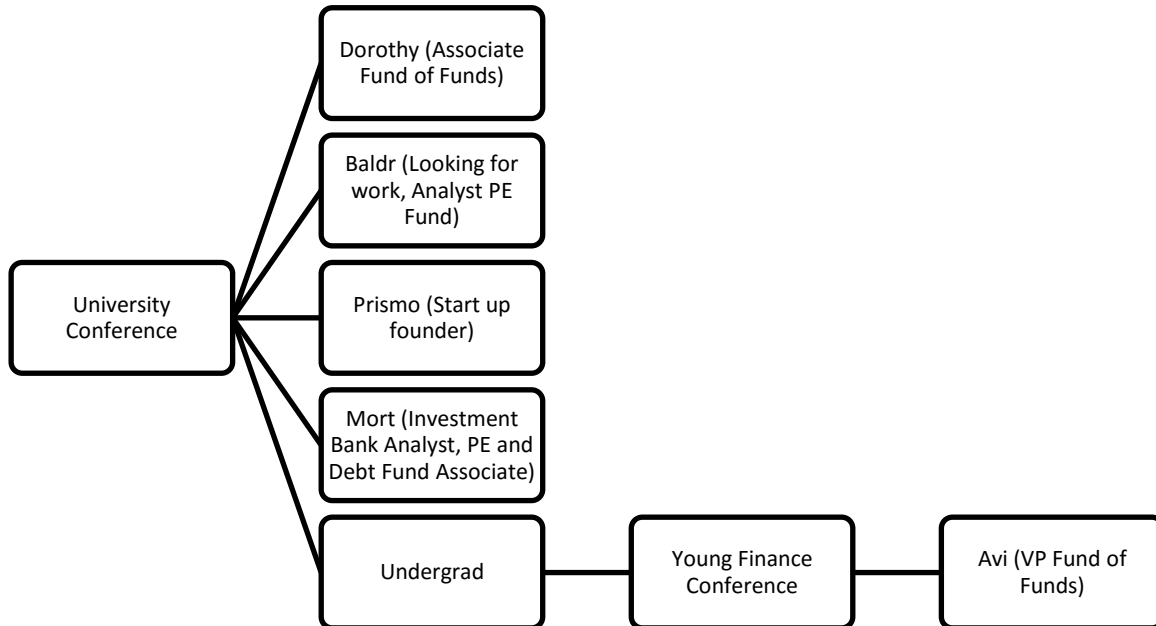 Dorothy (Associate
Fund of Funds)
Baldr (Looking for
work, Analyst PE
Fund)
University
Conference
Prismo (Start up
founder)
Mort (Investment
Bank Analyst, PE and
Debt Fund Associate)
Undergrad
Young Finance
Conference
Avi (VP Fund of
Funds)